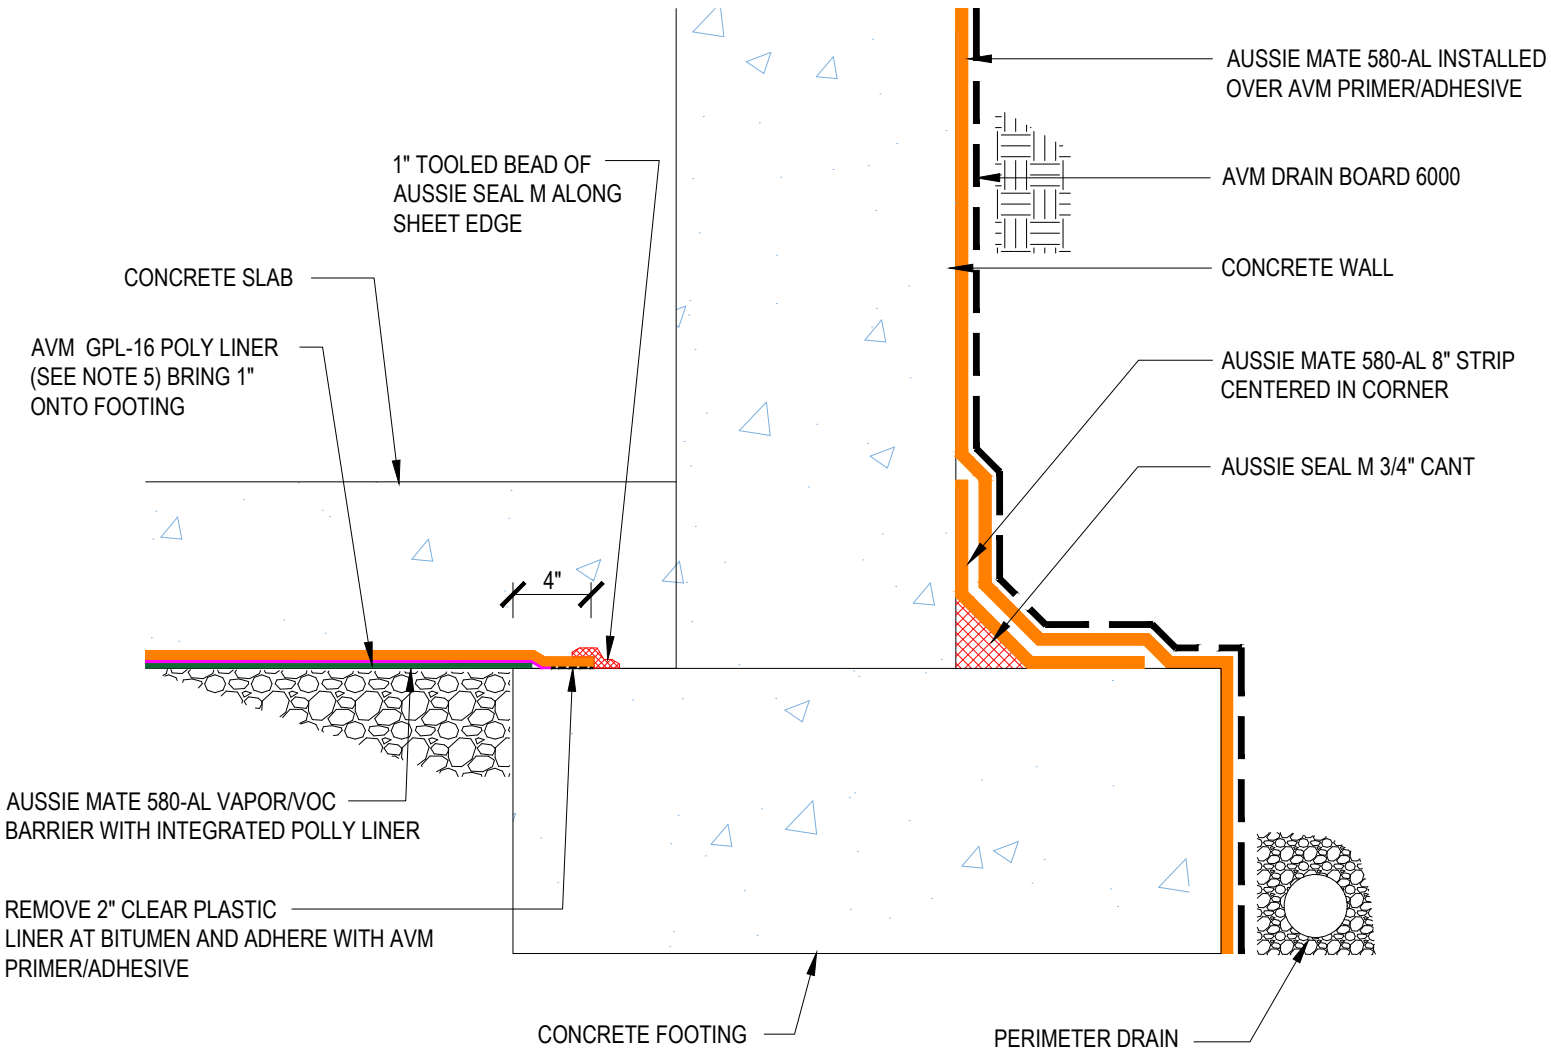 AUSSIE MATE 580-AL INSTALLED
OVER AVM PRIMER/ADHESIVE
1" TOOLED BEAD OF
AUSSIE SEAL M ALONG
SHEET EDGE
AVM DRAIN BOARD 6000
CONCRETE SLAB
CONCRETE WALL
AVM GPL-16 POLY LINER
(SEE NOTE 5) BRING 1"
ONTO FOOTING
AUSSIE MATE 580-AL 8" STRIP
CENTERED IN CORNER
AUSSIE SEAL M 3/4" CANT
4"
AUSSIE MATE 580-AL VAPOR/VOC
BARRIER WITH INTEGRATED POLLY LINER
REMOVE 2" CLEAR PLASTIC
LINER AT BITUMEN AND ADHERE WITH AVM
PRIMER/ADHESIVE
CONCRETE FOOTING
PERIMETER DRAIN